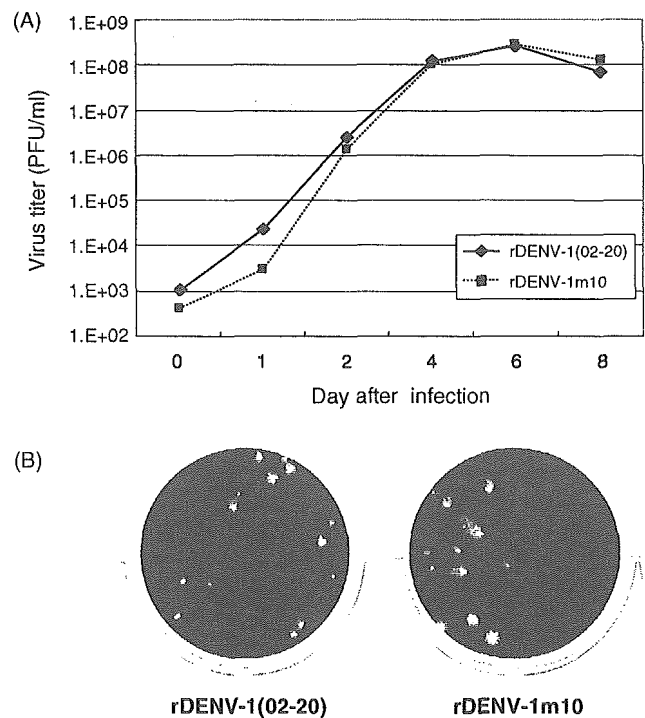 (A)
1.E+09
1.E+08
1.E+07
1.E+06
1.E+05
1.E+04
1.E+03
1.E+02
Virus titer (PFU/ml)
rDENV-1(02-20)
rDENV-1m10
0 1 2 4 6 8
Day after infection
(B)
rDENV-1(02-20) rDENV-1m10